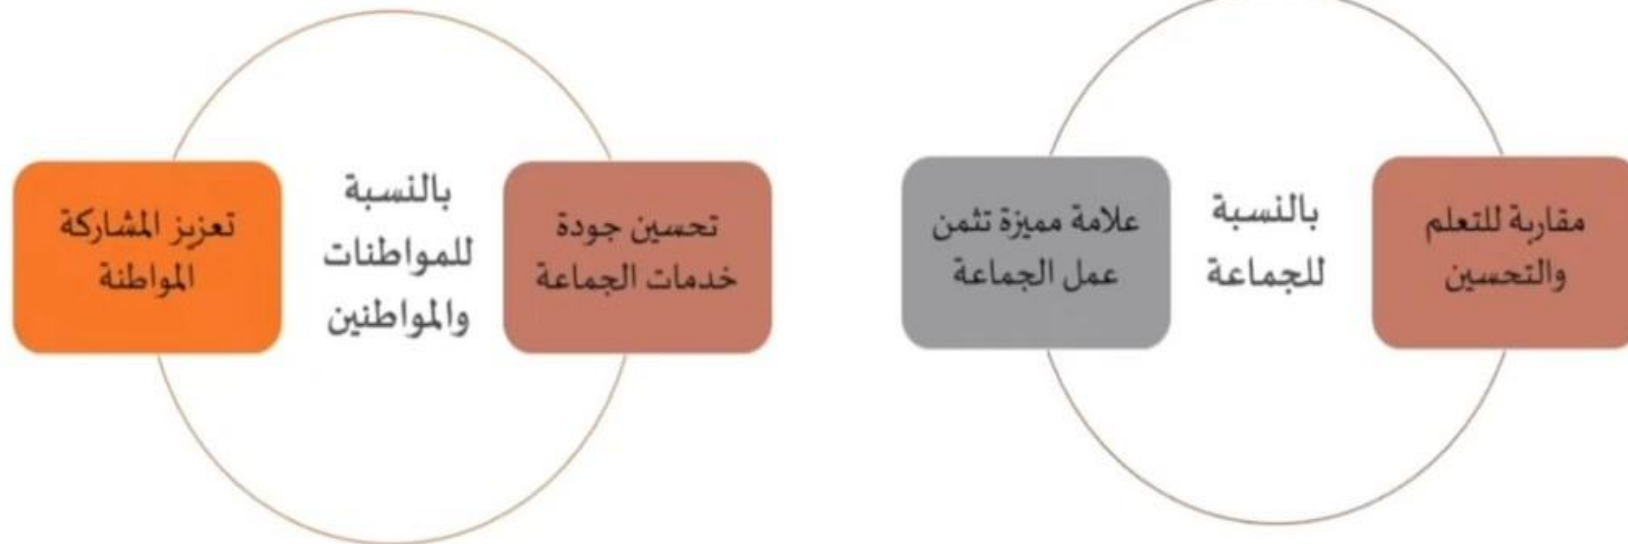 مقاربة للتعلم
والتحسين
بالنسبة
للجماعة
علامة مميزة تثمن
عمل الجماعة
تحسين جودة
خدمات الجماعة
بالنسبة
للمواطنات
والمواطنين
تعزيز المشاركة
المواطنة